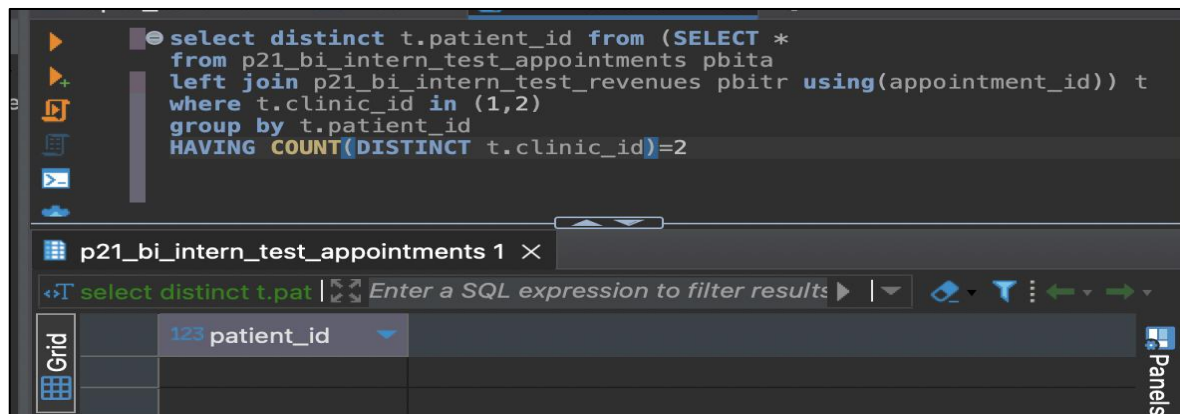 select distinct t.patient_id from (SELECT *
from p21_bi_intern_test_appointments pbita
left join p21_bi_intern_test_revenues pbitr using(appointment_id)) t
where t.clinic_id in (1,2)
group by t.patient_id
HAVING COUNT(DISTINCT t.clinic_id)=2
p21_bi_intern_test_appointments 1
select distinct t.pat Enter a SQL expression to filter results
Grid
123 patient_id
Panels